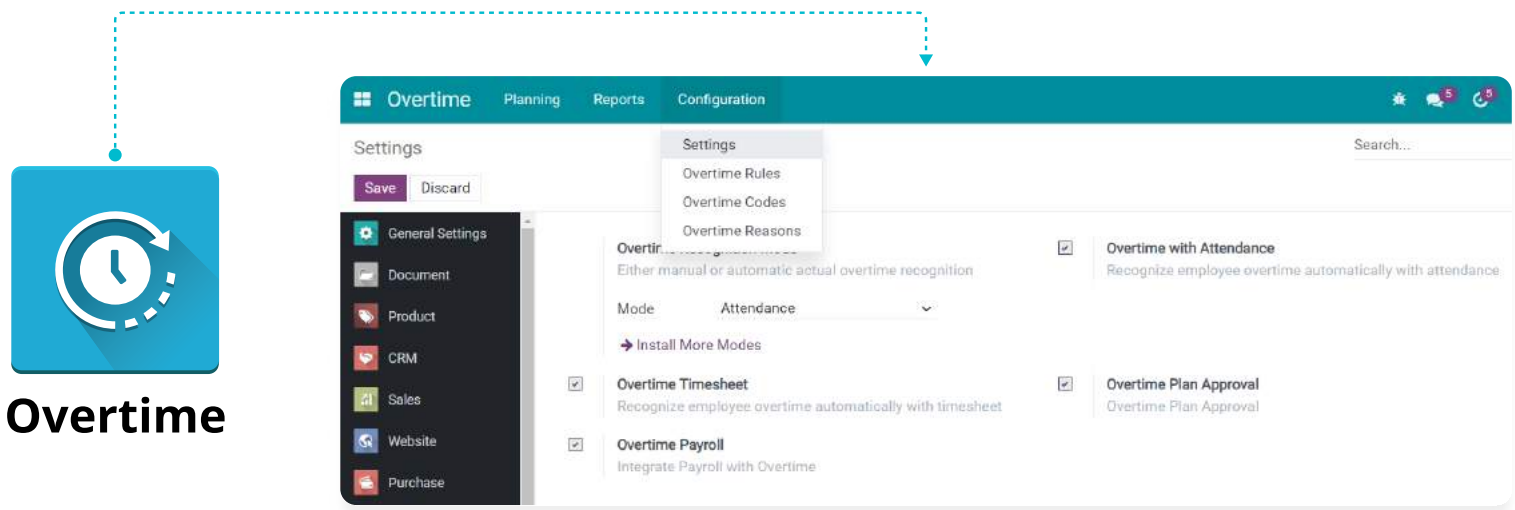 Overtime
Overtime Planning Reports Configuration 5 5
Settings Search...
Save Discard
Settings
Overtime Rules
Overtime Codes
Overtime Reasons
General Settings
Document
Product
CRM
Sales
Website
Purchase
Either manual or automatic actual overtime recognition
Mode Attendance
Install More Modes
Overtime with Attendance
Recognize employee overtime automatically with attendance
Overtime Timesheet
Recognize employee overtime automatically with timesheet
Overtime Plan Approval
Overtime Plan Approval
Overtime Payroll
Integrate Payroll with Overtime